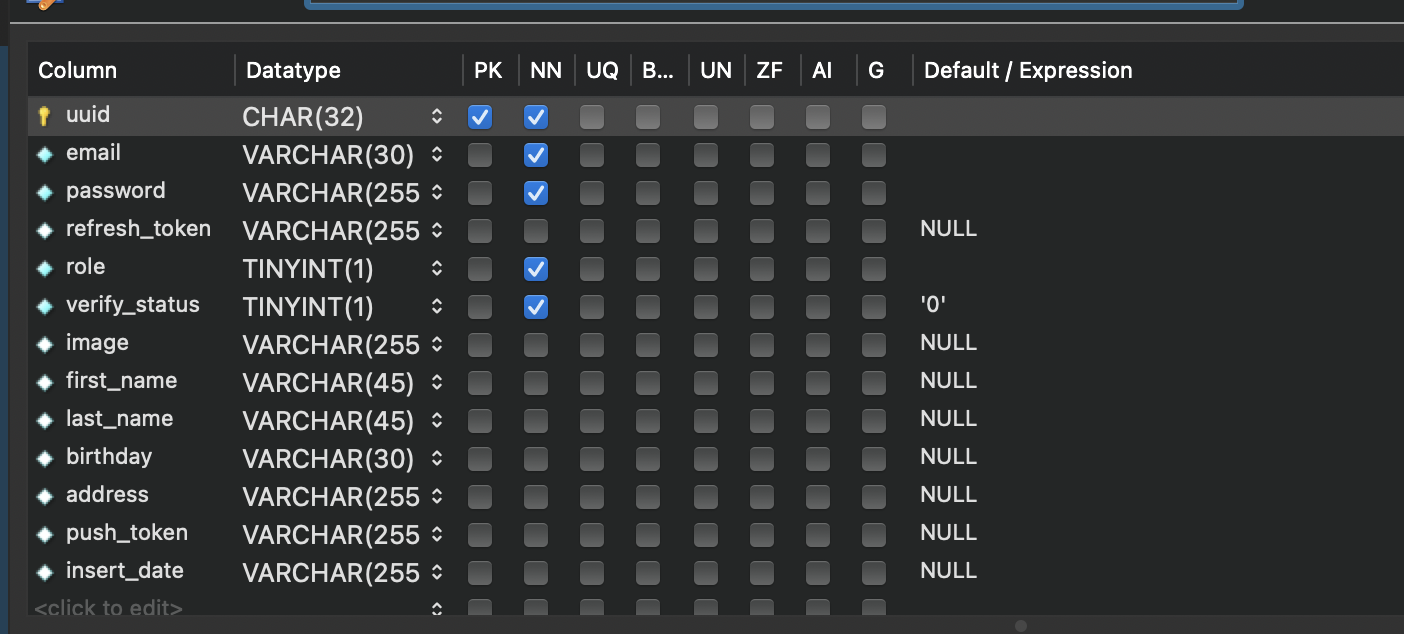 Column Datatype PK NN UQ B... UN ZF AI G Default / Expression
uuid CHAR(32)
email VARCHAR(30)
password VARCHAR(255
refresh_token VARCHAR(255 NULL
role TINYINT(1)
verify_status TINYINT(1) '0'
image VARCHAR(255 NULL
first_name VARCHAR(45) NULL
last_name VARCHAR(45) NULL
birthday VARCHAR(30) NULL
address VARCHAR(255 NULL
push_token VARCHAR(255 NULL
insert_date VARCHAR(255 NULL
<click to edit>